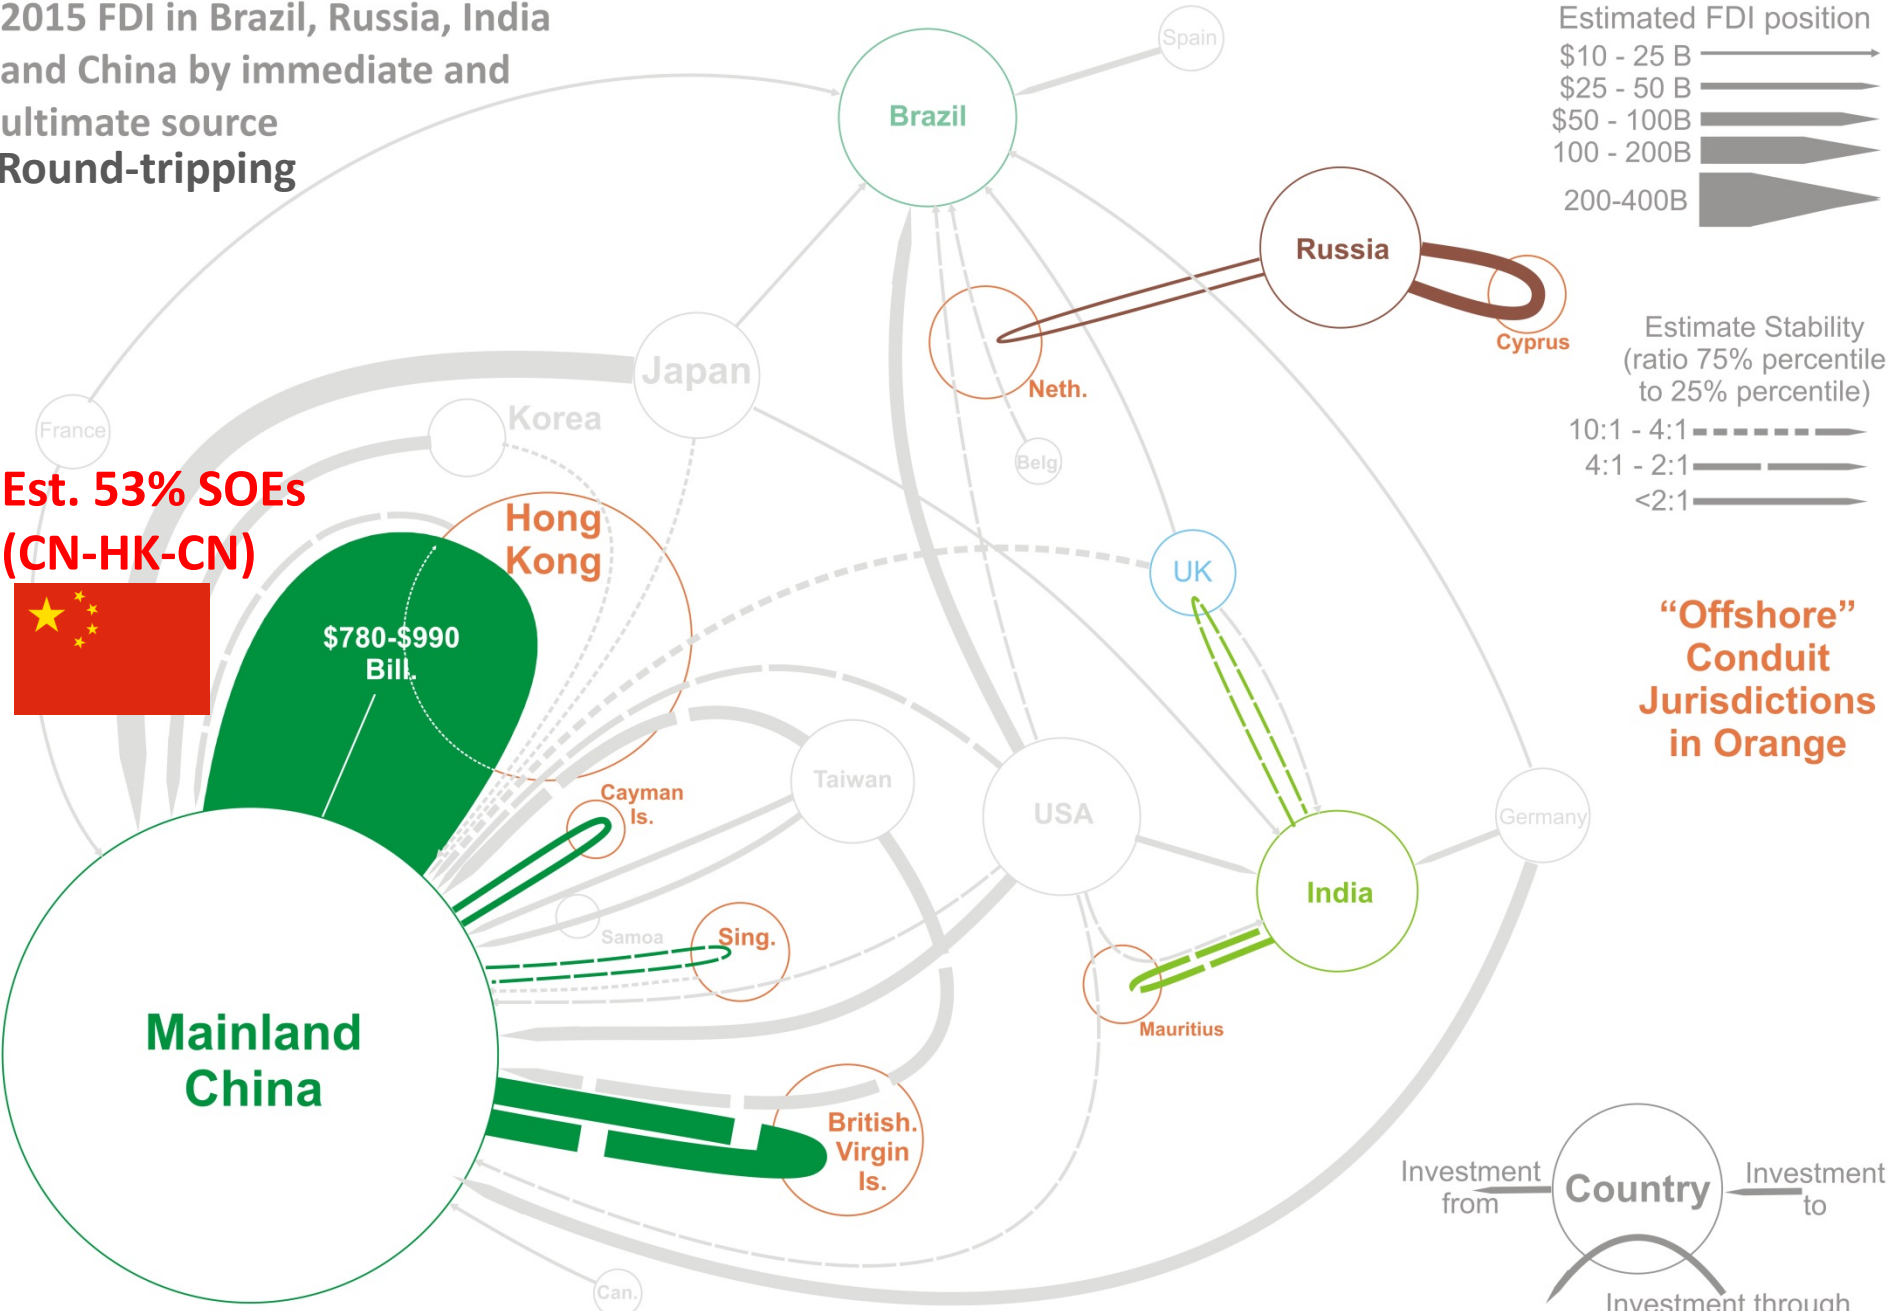 2015 FDI in Brazil, Russia, India
and China by immediate and
ultimate source
Round-tripping
Estimated FDI position
$10 - 25 B
$25 - 50 B
$50 - 100B
100 - 200B
200-400B
Spain
Brazil
Russia
Cyprus
Neth.
Estimate Stability
(ratio 75% percentile
to 25% percentile)
10:1 - 4:1
4:1 - 2:1
<2:1
Japan
Korea
France
Belg
Est. 53% SOEs
(CN-HK-CN)
Hong
Kong
UK
$780-$990
Bill.
“Offshore”
Conduit
Jurisdictions
in Orange
Taiwan
Cayman
Is.
USA
Germany
India
Samoa
Sing.
Mauritius
Mainland
China
British.
Virgin
Is.
Can.
Investment
from
Country
Investment
to
Investment through